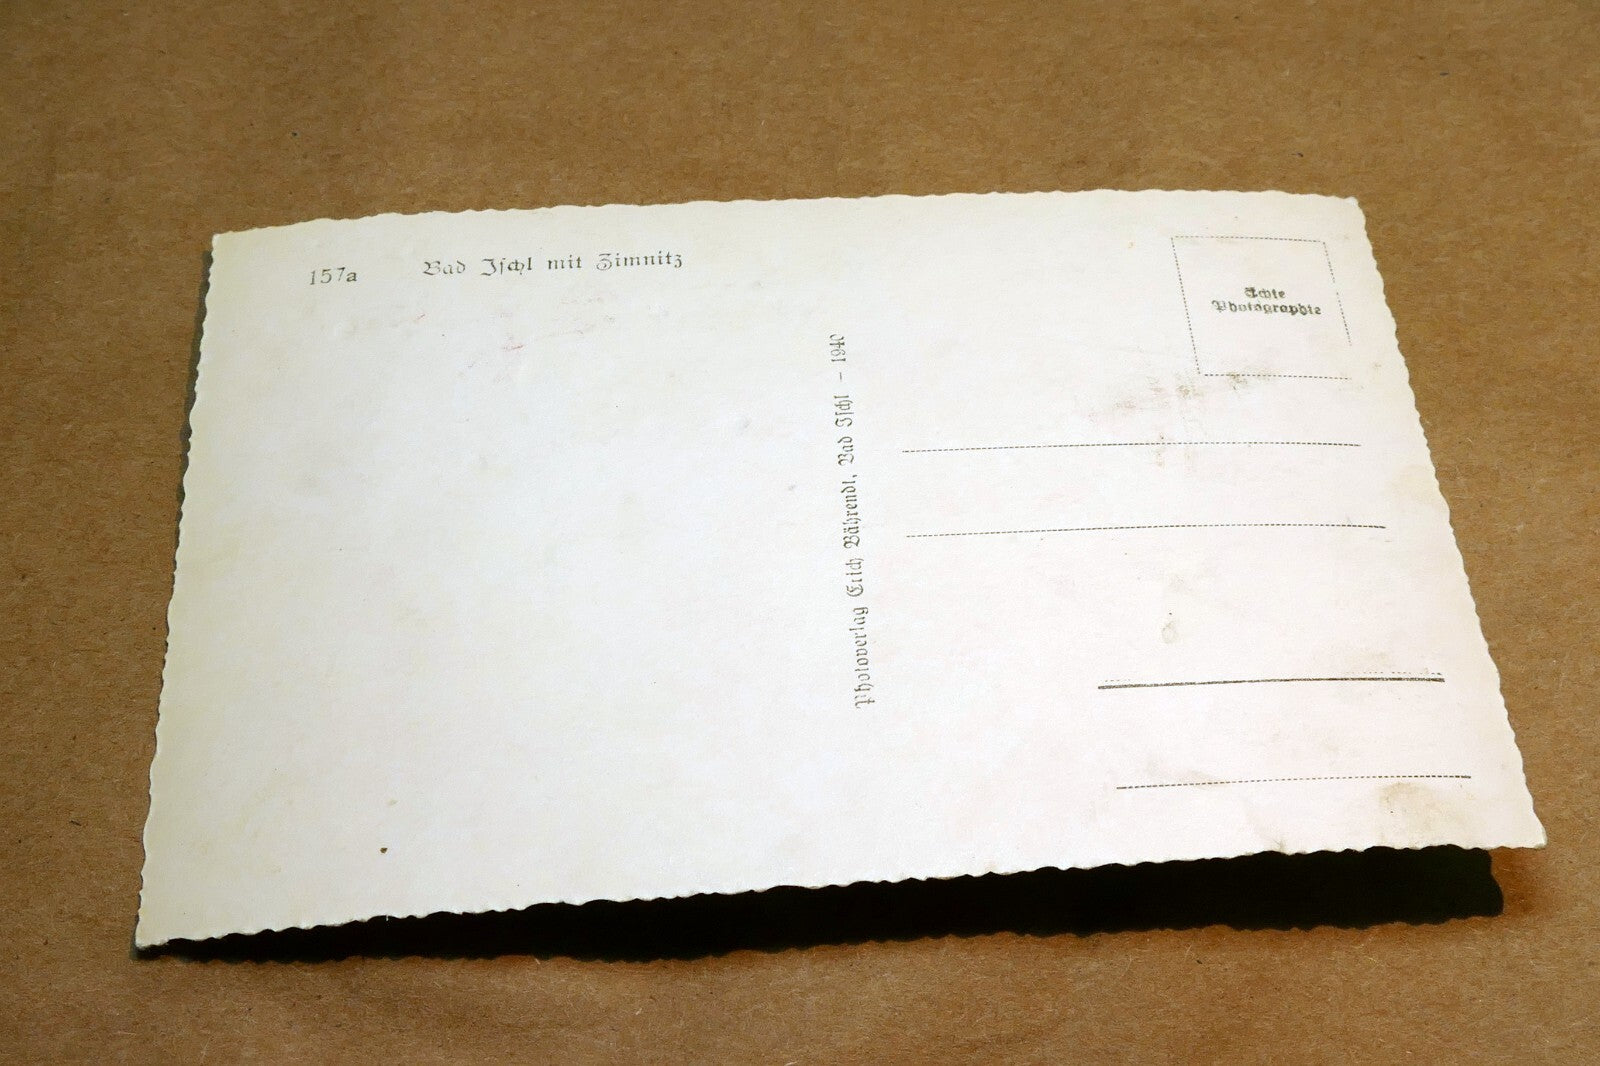 157a Bad Ischl mit Zimnitz
Echte
Photographie
Photoverlag Erich Bährendt, Bad Ischl – 1940